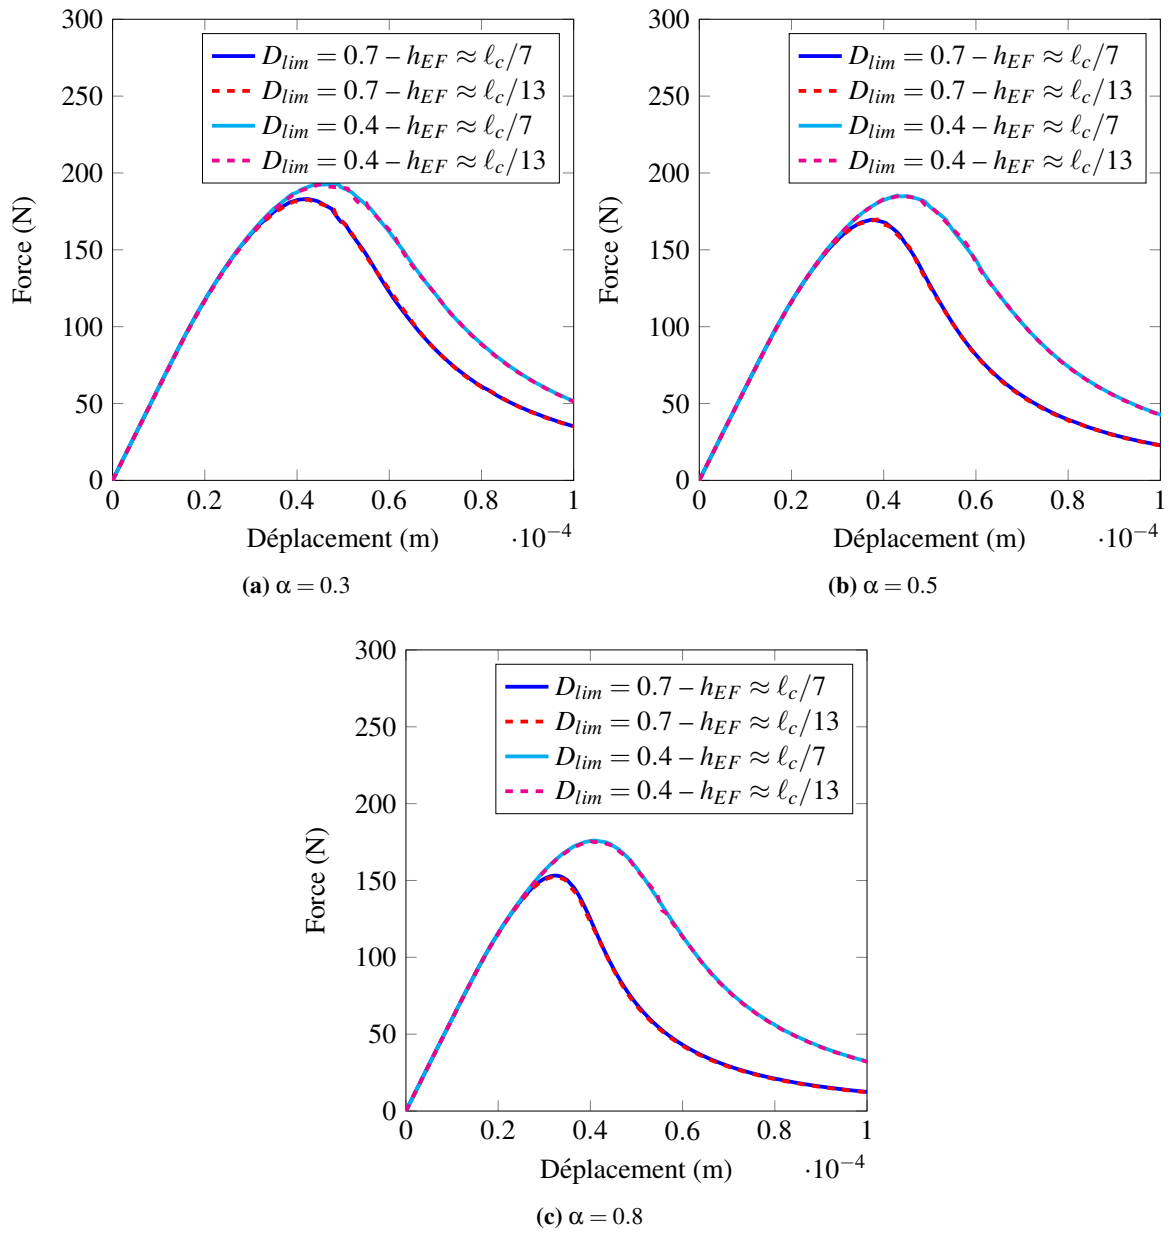 300
250
200
150
100
50
0
Force (N)
D_lim = 0.7 – h_EF ≈ ℓ_c/7
D_lim = 0.7 – h_EF ≈ ℓ_c/13
D_lim = 0.4 – h_EF ≈ ℓ_c/7
D_lim = 0.4 – h_EF ≈ ℓ_c/13
0 0.2 0.4 0.6 0.8 1
Déplacement (m) ·10⁻⁴
(a) α = 0.3
300
250
200
150
100
50
0
Force (N)
D_lim = 0.7 – h_EF ≈ ℓ_c/7
D_lim = 0.7 – h_EF ≈ ℓ_c/13
D_lim = 0.4 – h_EF ≈ ℓ_c/7
D_lim = 0.4 – h_EF ≈ ℓ_c/13
0 0.2 0.4 0.6 0.8 1
Déplacement (m) ·10⁻⁴
(b) α = 0.5
300
250
200
150
100
50
0
Force (N)
D_lim = 0.7 – h_EF ≈ ℓ_c/7
D_lim = 0.7 – h_EF ≈ ℓ_c/13
D_lim = 0.4 – h_EF ≈ ℓ_c/7
D_lim = 0.4 – h_EF ≈ ℓ_c/13
0 0.2 0.4 0.6 0.8 1
Déplacement (m) ·10⁻⁴
(c) α = 0.8